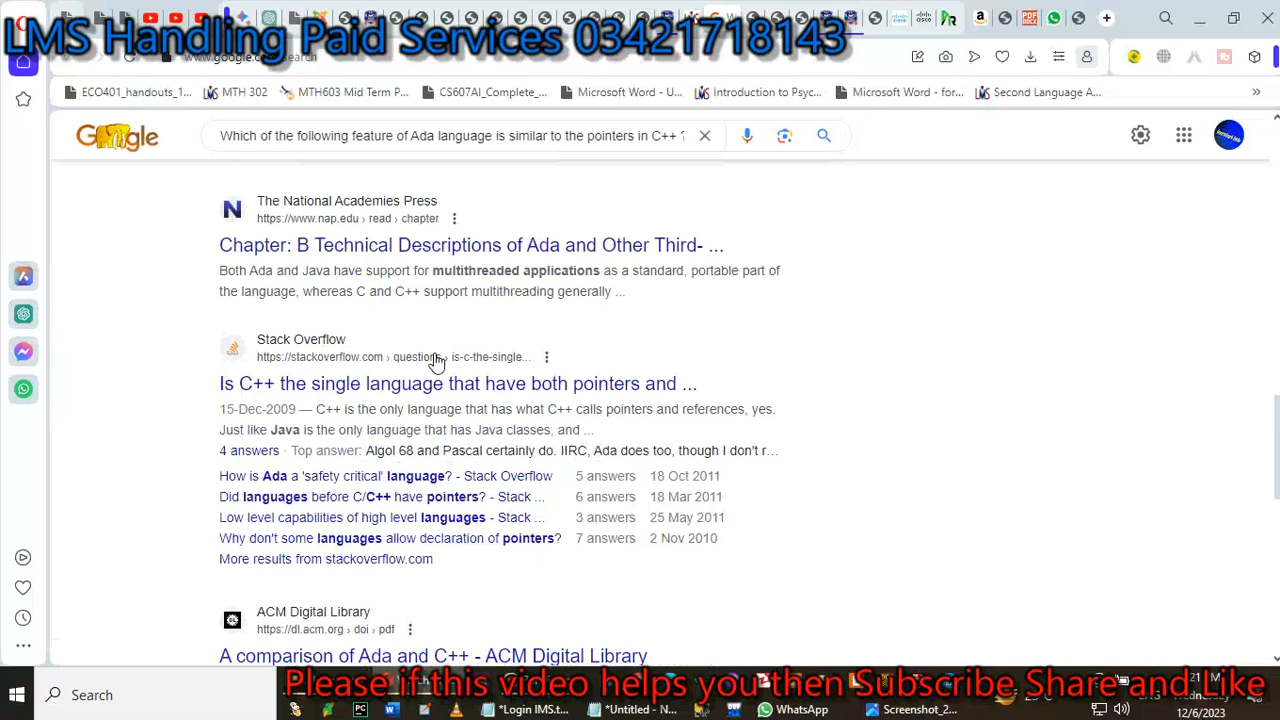 LMS Handling Paid Services 03421718143
ECO401_handouts_1...
MTH 302
MTH603 Mid Term P...
CS607AI_Complete_...
Microsoft Word - U...
Introduction to Psyc...
Microsoft Word - for...
Second Language A...
Google
Which of the following feature of Ada language is similar to the pointers in C++ ?
The National Academies Press
https://www.nap.edu › read › chapter
Chapter: B Technical Descriptions of Ada and Other Third- ...
Both Ada and Java have support for multithreaded applications as a standard, portable part of
the language, whereas C and C++ support multithreading generally ...
Stack Overflow
https://stackoverflow.com › questions › is-c-the-single...
Is C++ the single language that have both pointers and ...
15-Dec-2009 — C++ is the only language that has what C++ calls pointers and references, yes.
Just like Java is the only language that has Java classes, and ...
4 answers · Top answer: Algol 68 and Pascal certainly do. IIRC, Ada does too, though I don't r...
How is Ada a 'safety critical' language? - Stack Overflow 5 answers 18 Oct 2011
Did languages before C/C++ have pointers? - Stack ... 6 answers 18 Mar 2011
Low level capabilities of high level languages - Stack ... 3 answers 25 May 2011
Why don't some languages allow declaration of pointers? 7 answers 2 Nov 2010
More results from stackoverflow.com
ACM Digital Library
https://dl.acm.org › doi › pdf
A comparison of Ada and C++ - ACM Digital Library
Please if this video helps you then Subscribe Share and Like
Search
*Login IMS.t...
*Untitled - N...
WhatsApp
Screenshot_2...
12/6/2023